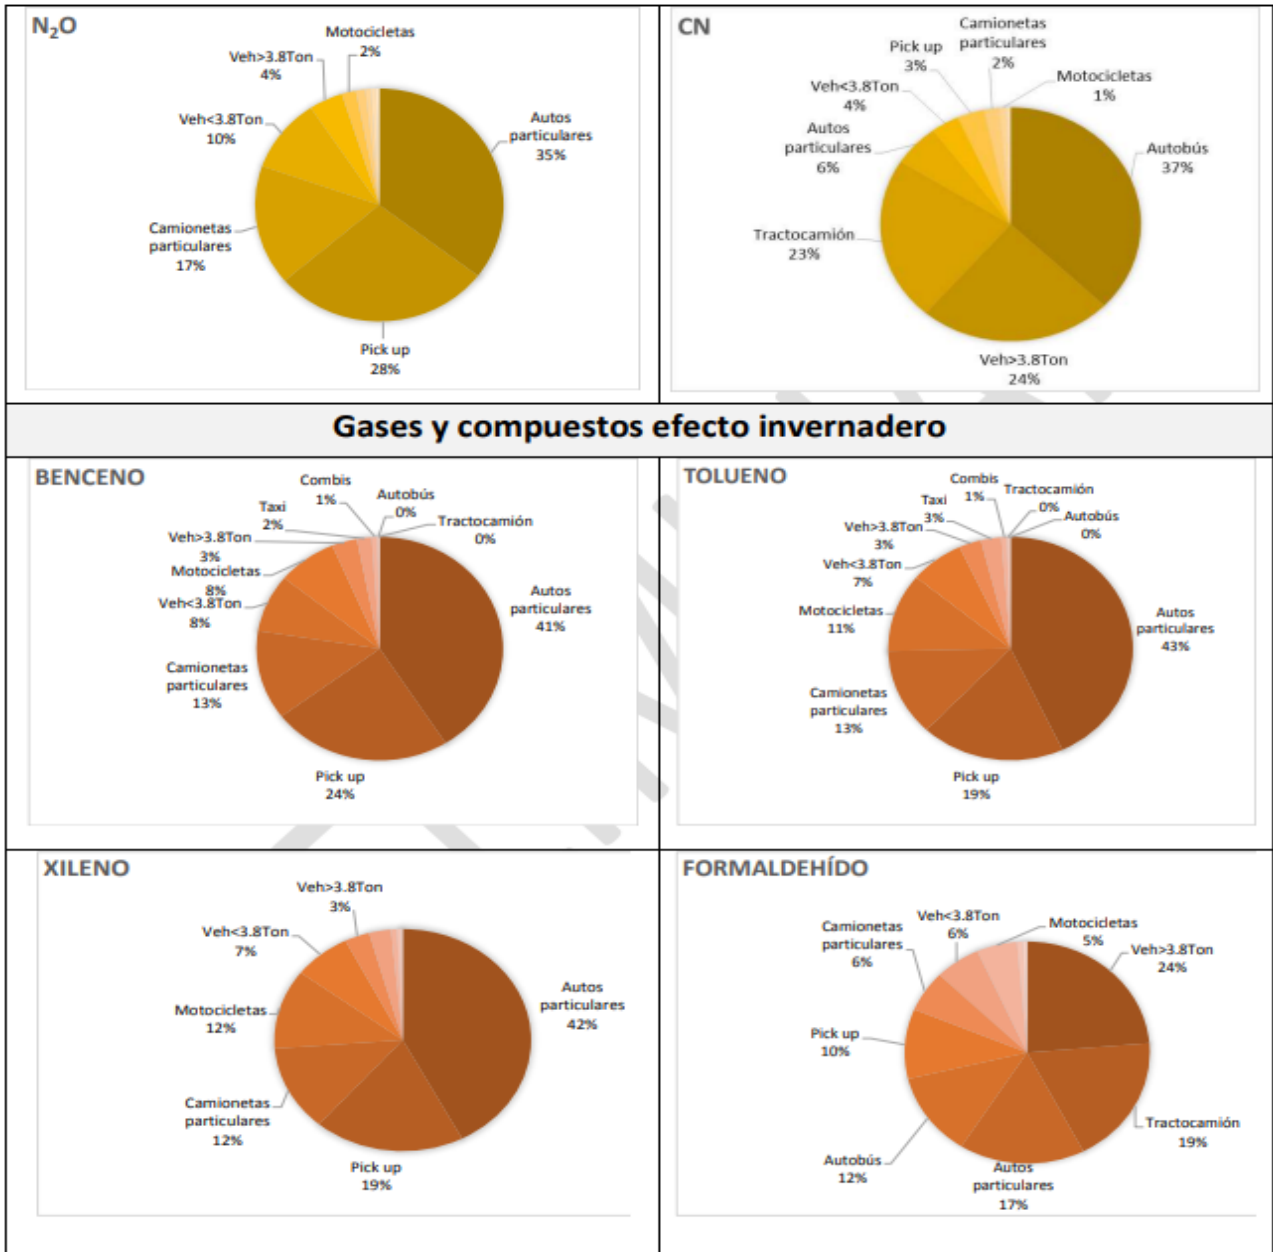 N₂O
Motocicletas
2%
Veh>3.8Ton
4%
Veh<3.8Ton
10%
Autos
particulares
35%
Camionetas
particulares
17%
Pick up
28%
CN
Camionetas
particulares
2%
Pick up
3%
Motocicletas
1%
Veh<3.8Ton
4%
Autos
particulares
6%
Autobús
37%
Tractocamión
23%
Veh>3.8Ton
24%
Gases y compuestos efecto invernadero
BENCENO
Combis
1%
Autobús
0%
Taxi
2%
Tractocamión
0%
Veh>3.8Ton
3%
Motocicletas
8%
Veh<3.8Ton
8%
Autos
particulares
41%
Camionetas
particulares
13%
Pick up
24%
TOLUENO
Combis
1%
Tractocamión
0%
Taxi
3%
Autobús
0%
Veh>3.8Ton
3%
Veh<3.8Ton
7%
Motocicletas
11%
Autos
particulares
43%
Camionetas
particulares
13%
Pick up
19%
XILENO
Veh>3.8Ton
3%
Veh<3.8Ton
7%
Autos
particulares
42%
Motocicletas
12%
Camionetas
particulares
12%
Pick up
19%
FORMALDEHÍDO
Veh<3.8Ton
6%
Motocicletas
5%
Camionetas
particulares
6%
Veh>3.8Ton
24%
Pick up
10%
Tractocamión
19%
Autobús
12%
Autos
particulares
17%